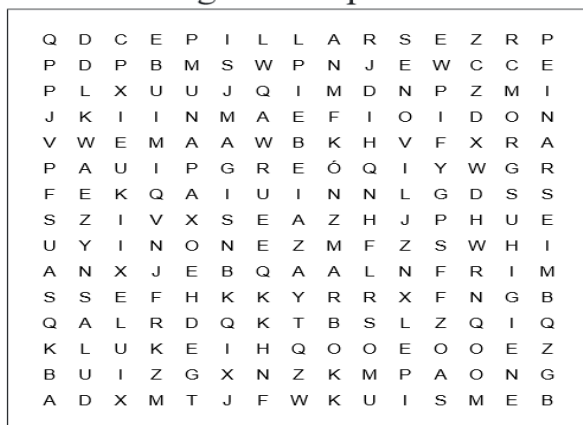 Q D C E P I L L A R S E Z R P
P D P B M S W P N J E W C C E
P L X U U J Q I M D N P Z M I
J K I I N M A E F I O I D O N
V W E M A A W B K H V F X R A
P A U I P G R E Ó Q I Y W G R
F E K Q A I U I N N L G D S S
S Z I V X S E A Z H J P H U E
U Y I N O N E Z M F Z S W H I
A N X J E B Q A A L N F R I M
S S E F H K K Y R R X F N G B
Q A L R D Q K T B S L Z Q I Q
K L U K E I H Q O O E O O E Z
B U I Z G X N Z K M P A O N G
A D X M T J F W K U I S M E B